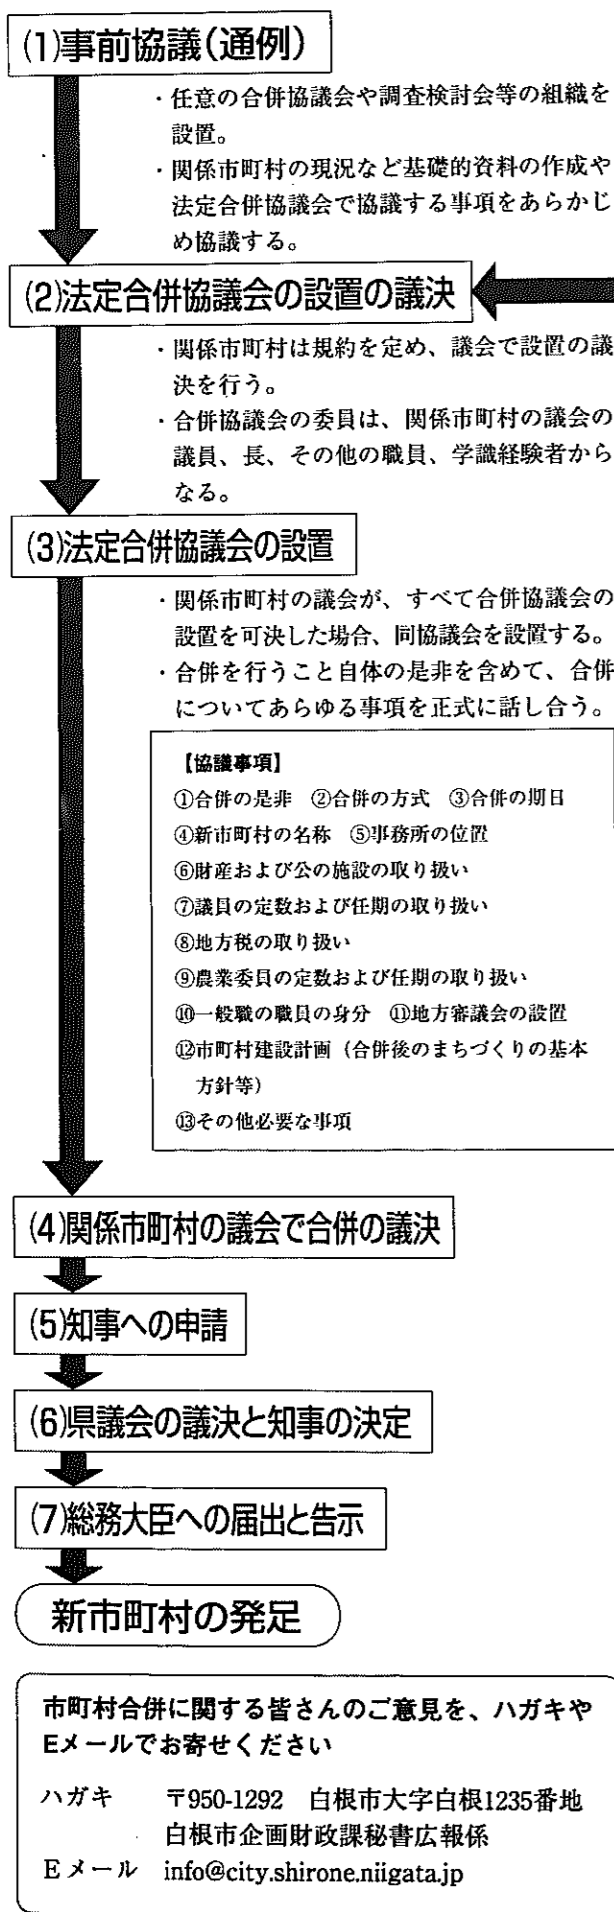 (1)事前協議(通例)
・任意の合併協議会や調査検討会等の組織を
設置。
・関係市町村の現況など基礎的資料の作成や
法定合併協議会で協議する事項をあらかじ
め協議する。
(2)法定合併協議会の設置の議決
・関係市町村は規約を定め、議会で設置の議
決を行う。
・合併協議会の委員は、関係市町村の議会の
議員、長、その他の職員、学識経験者から
なる。
(3)法定合併協議会の設置
・関係市町村の議会が、すべて合併協議会の
設置を可決した場合、同協議会を設置する。
・合併を行うこと自体の是非を含めて、合併
についてあらゆる事項を正式に話し合う。
【協議事項】
①合併の是非 ②合併の方式 ③合併の期日
④新市町村の名称 ⑤事務所の位置
⑥財産および公の施設の取り扱い
⑦議員の定数および任期の取り扱い
⑧地方税の取り扱い
⑨農業委員の定数および任期の取り扱い
⑩一般職の職員の身分 ⑪地方審議会の設置
⑫市町村建設計画(合併後のまちづくりの基本
方針等)
⑬その他必要な事項
(4)関係市町村の議会で合併の議決
(5)知事への申請
(6)県議会の議決と知事の決定
(7)総務大臣への届出と告示
新市町村の発足
市町村合併に関する皆さんのご意見を、ハガキや
Eメールでお寄せください
ハガキ 〒950-1292 白根市大字白根1235番地
白根市企画財政課秘書広報係
Eメール info@city.shirone.niigata.jp